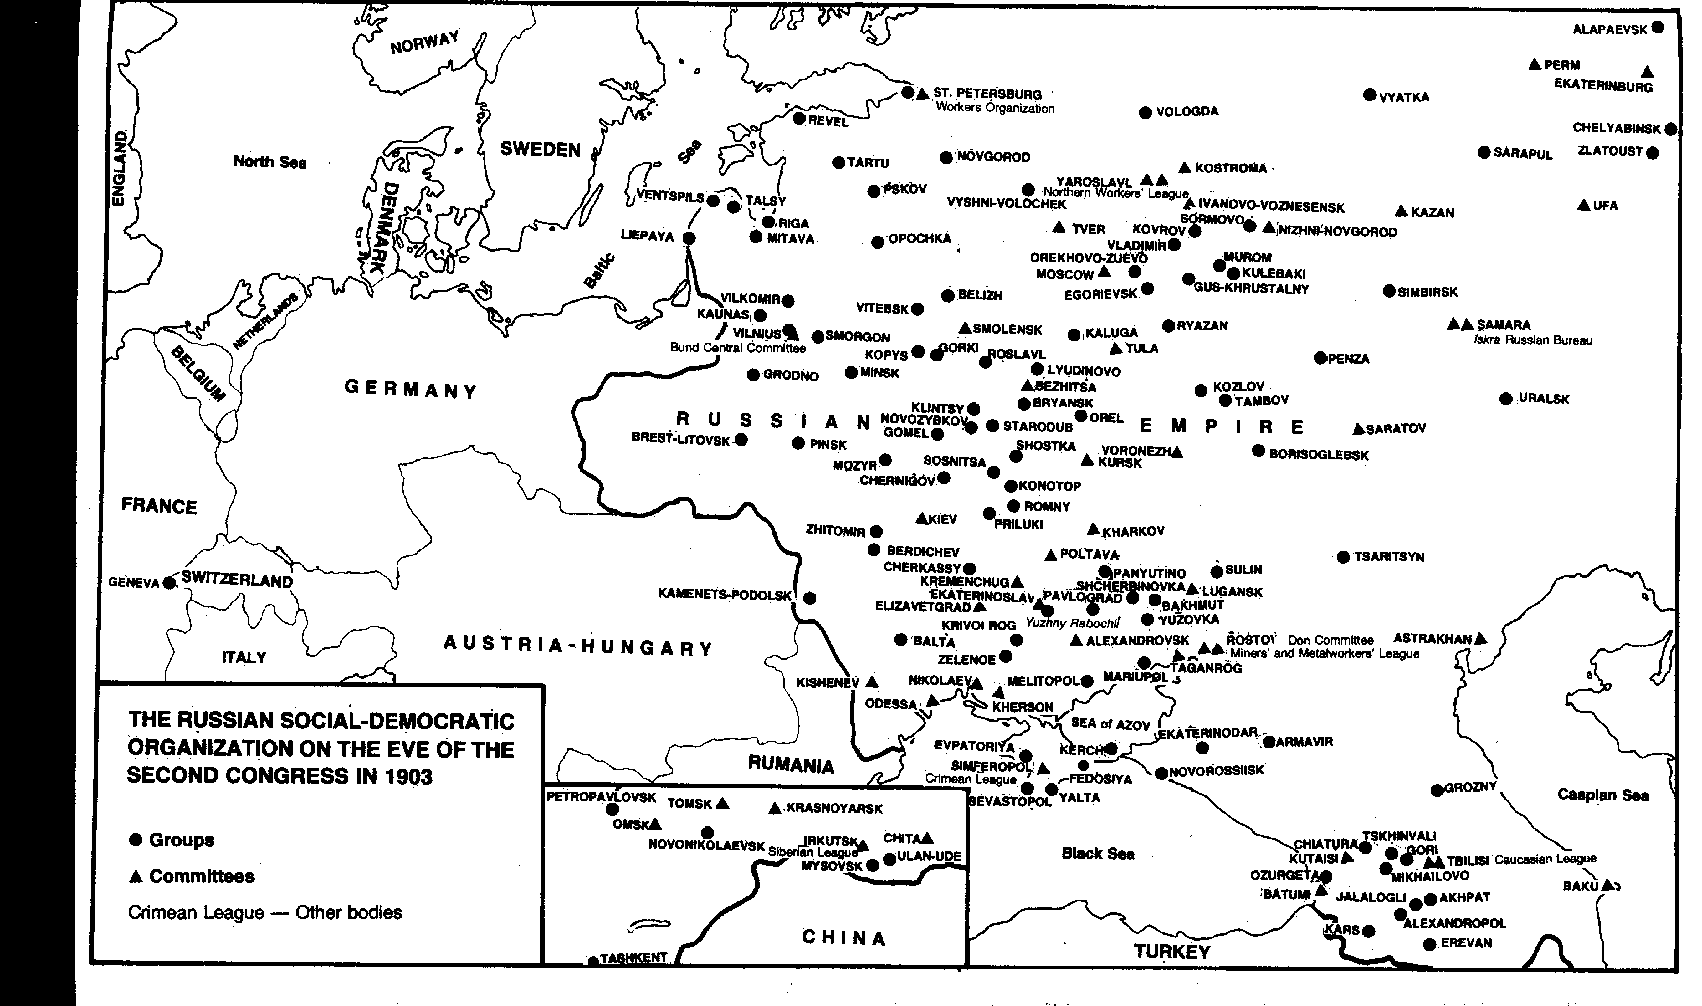 ALAPAEVSK
NORWAY
PERM
EKATERINBURG
ST. PETERSBURG
Workers Organization
VYATKA
VOLOGDA
REVEL
CHELYABINSK
ENGLAND
North Sea
SWEDEN
Sea
TARTU
NOVGOROD
SARAPUL
ZLATOUST
KOSTROMA
YAROSLAVL
Northern Workers' League
DENMARK
VENTSPILS
TALSY
PSKOV
VYSHNI-VOLOCHEK
IVANOVO-VOZNESENSK
KAZAN
UFA
RIGA
SORMOVO
LIEPAYA
MITAVA
OPOCHKA
TVER
KOVROV
NIZHNI-NOVGOROD
VLADIMIR
OREKHOVO-ZUEVO
MUROM
MOSCOW
KULEBAKI
Baltic
EGORIEVSK
GUS-KHRUSTALNY
SIMBIRSK
NETHERLANDS
VILKOMIR
VITEBSK
BELIZH
KAUNAS
VILNIUS
SMORGON
SMOLENSK
KALUGA
RYAZAN
SAMARA
Iskra Russian Bureau
Bund Central Committee
BELGIUM
KOPYS
GORKI
ROSLAVL
TULA
PENZA
GERMANY
GRODNO
MINSK
LYUDINOVO
BEZHITSA
KOZLOV
TAMBOV
URALSK
KLINTSY
BRYANSK
RUSSIAN EMPIRE
NOVOZYBKOV
STARODUB
OREL
SARATOV
BREST-LITOVSK
PINSK
GOMEL
SHOSTKA
VORONEZH
BORISOGLEBSK
MOZYR
SOSNITSA
KURSK
CHERNIGOV
KONOTOP
FRANCE
ROMNY
KIEV
PRILUKI
ZHITOMIR
KHARKOV
BERDICHEV
POLTAVA
TSARITSYN
CHERKASSY
PANYUTINO
SULIN
GENEVA
SWITZERLAND
KREMENCHUG
SHCHERBINOVKA
LUGANSK
KAMENETS-PODOLSK
EKATERINOSLAV
PAVLOGRAD
ELIZAVETGRAD
BAKHMUT
KRIVOI ROG
Yuzhny Rabochii
YUZOVKA
AUSTRIA-HUNGARY
BALTA
ALEXANDROVSK
ROSTOV Don Committee
Miners' and Metalworkers' League
ASTRAKHAN
ITALY
ZELENOE
TAGANROG
KISHENEV
NIKOLAEV
MELITOPOL
MARIUPOL
ODESSA
KHERSON
THE RUSSIAN SOCIAL-DEMOCRATIC
ORGANIZATION ON THE EVE OF THE
SECOND CONGRESS IN 1903
Groups
Committees
Crimean League — Other bodies
SEA of AZOV
EKATERINODAR
ARMAVIR
EVPATORIYA
KERCH
RUMANIA
SIMFEROPOL
Crimean League
FEDOSIYA
NOVOROSSIISK
SEVASTOPOL
YALTA
GROZNY
Caspian Sea
PETROPAVLOVSK
TOMSK
KRASNOYARSK
OMSK
NOVONIKOLAEVSK
IRKUTSK
Siberian League
CHITA
ULAN-UDE
MYSOVSK
CHINA
TASHKENT
Black Sea
CHIATURA
TSKHINVALI
GORI
KUTAISI
TBILISI Caucasian League
OZURGETA
MIKHAILOVO
BATUMI
JALALOGLI
AKHPAT
BAKU
ALEXANDROPOL
KARS
EREVAN
TURKEY